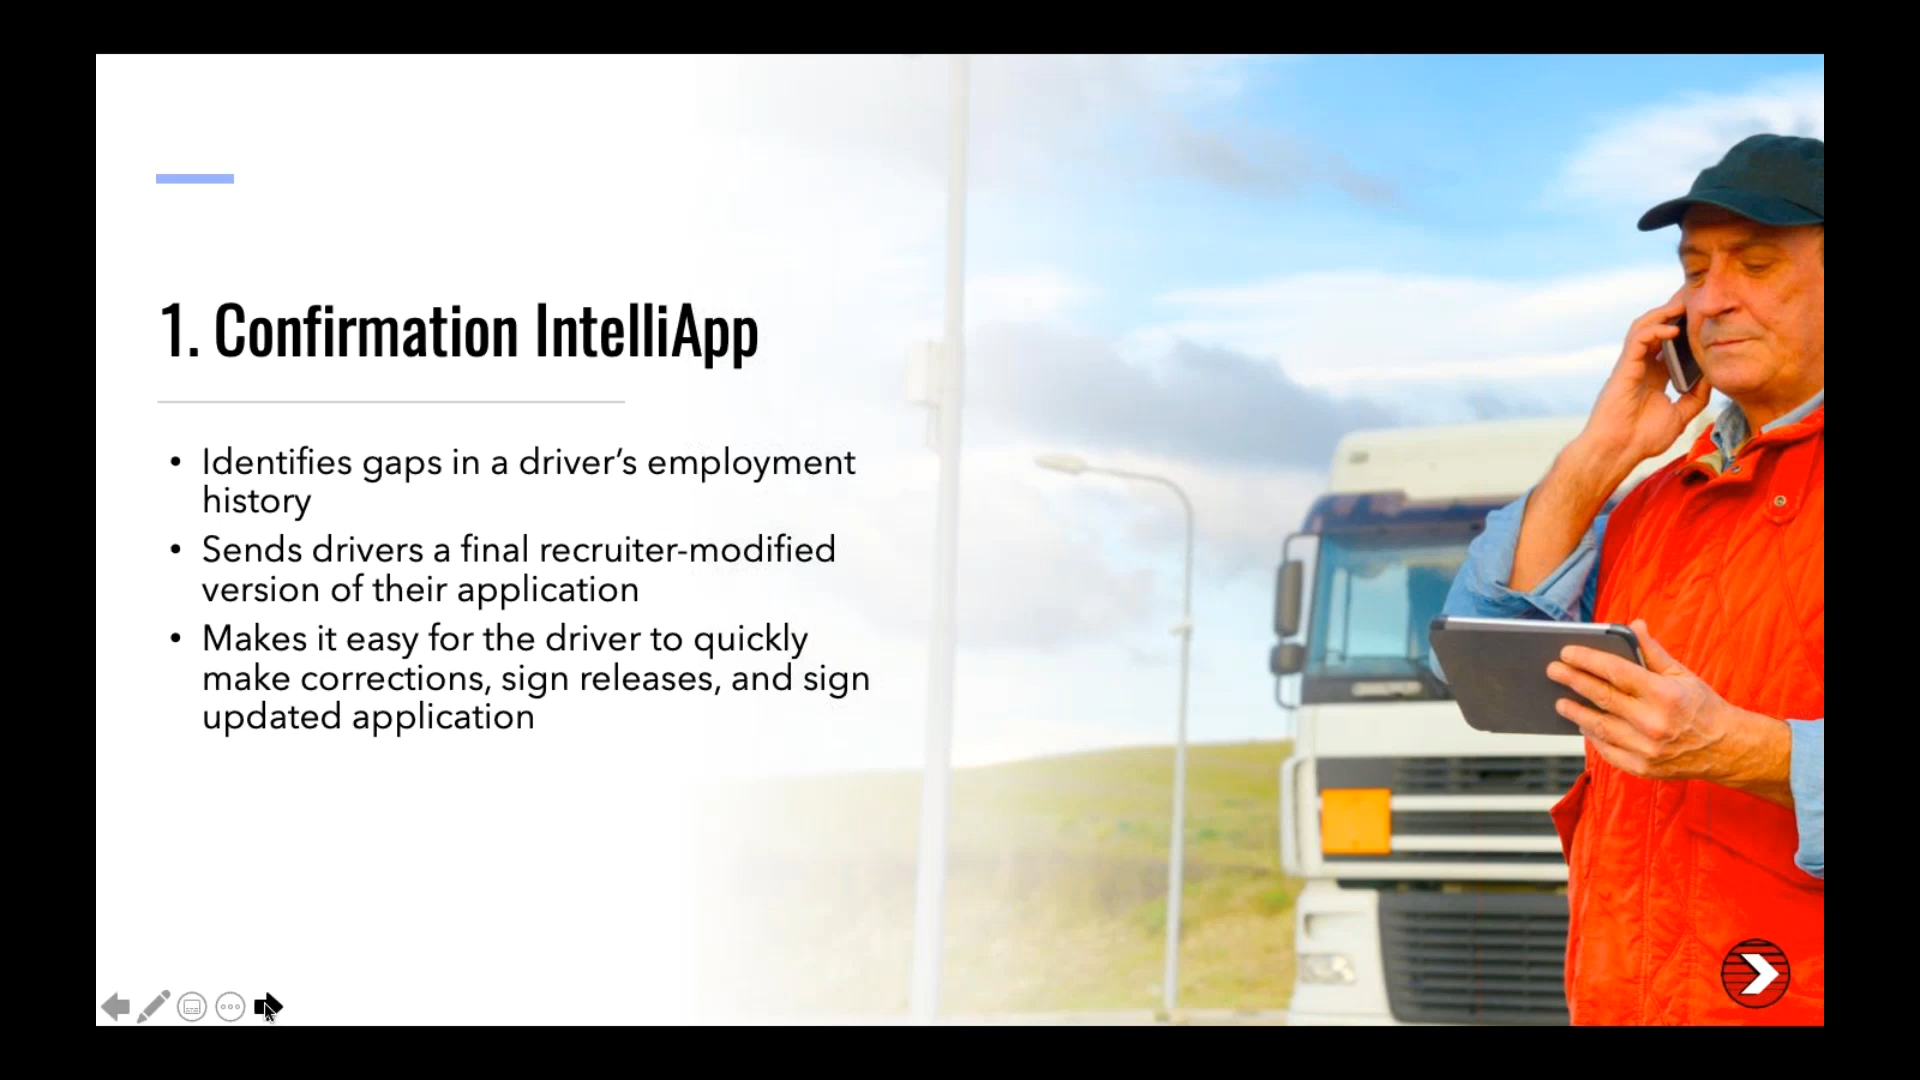 1. Confirmation IntelliApp
• Identifies gaps in a driver’s employment
history
• Sends drivers a final recruiter-modified
version of their application
• Makes it easy for the driver to quickly
make corrections, sign releases, and sign
updated application